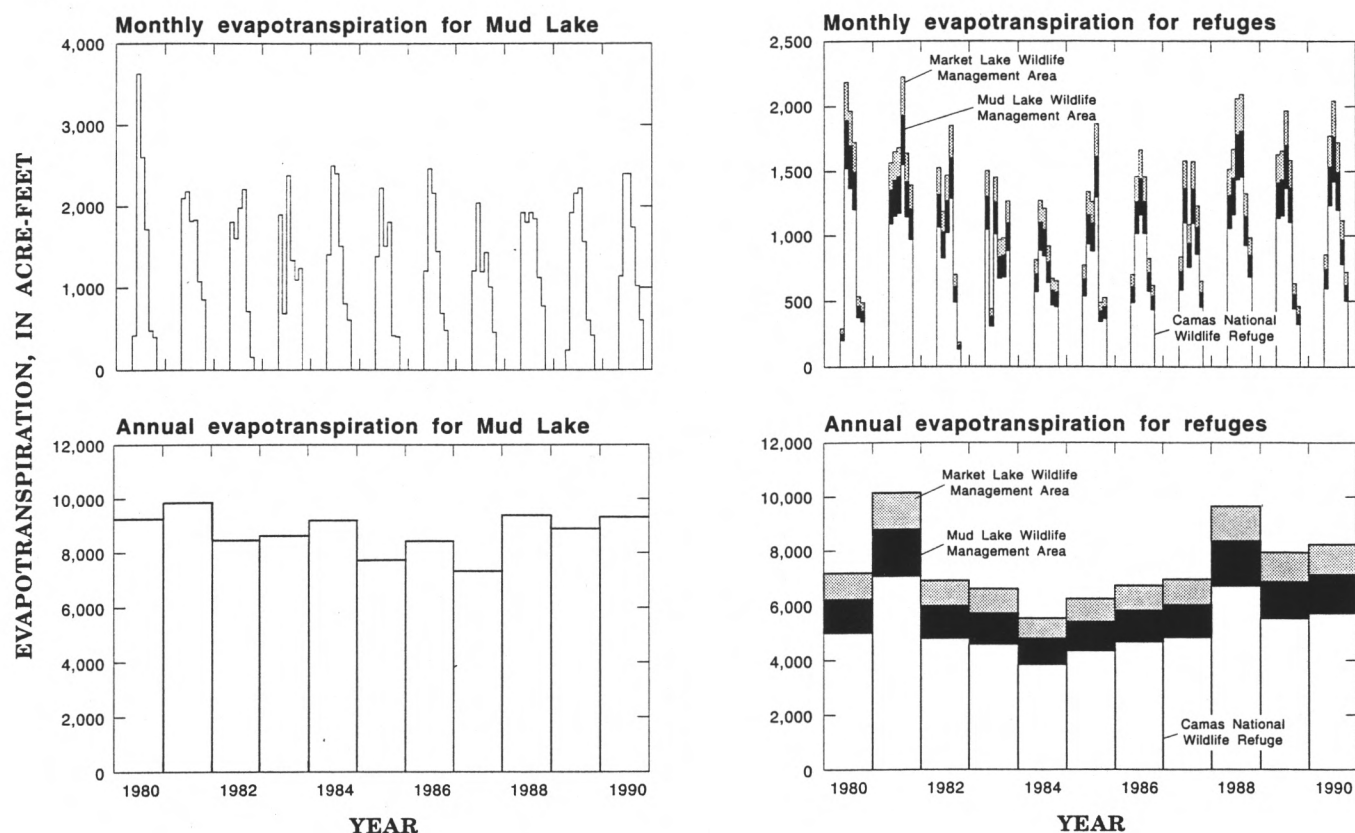 EVAPOTRANSPIRATION, IN ACRE-FEET
Monthly evapotranspiration for Mud Lake
4,000
3,000
2,000
1,000
0
Annual evapotranspiration for Mud Lake
12,000
10,000
8,000
6,000
4,000
2,000
0
1980 1982 1984 1986 1988 1990
YEAR
Monthly evapotranspiration for refuges
2,500
2,000
1,500
1,000
500
0
Market Lake Wildlife
Management Area
Mud Lake Wildlife
Management Area
Camas National
Wildlife Refuge
Annual evapotranspiration for refuges
12,000
10,000
8,000
6,000
4,000
2,000
0
Market Lake Wildlife
Management Area
Mud Lake Wildlife
Management Area
Camas National
Wildlife Refuge
1980 1982 1984 1986 1988 1990
YEAR